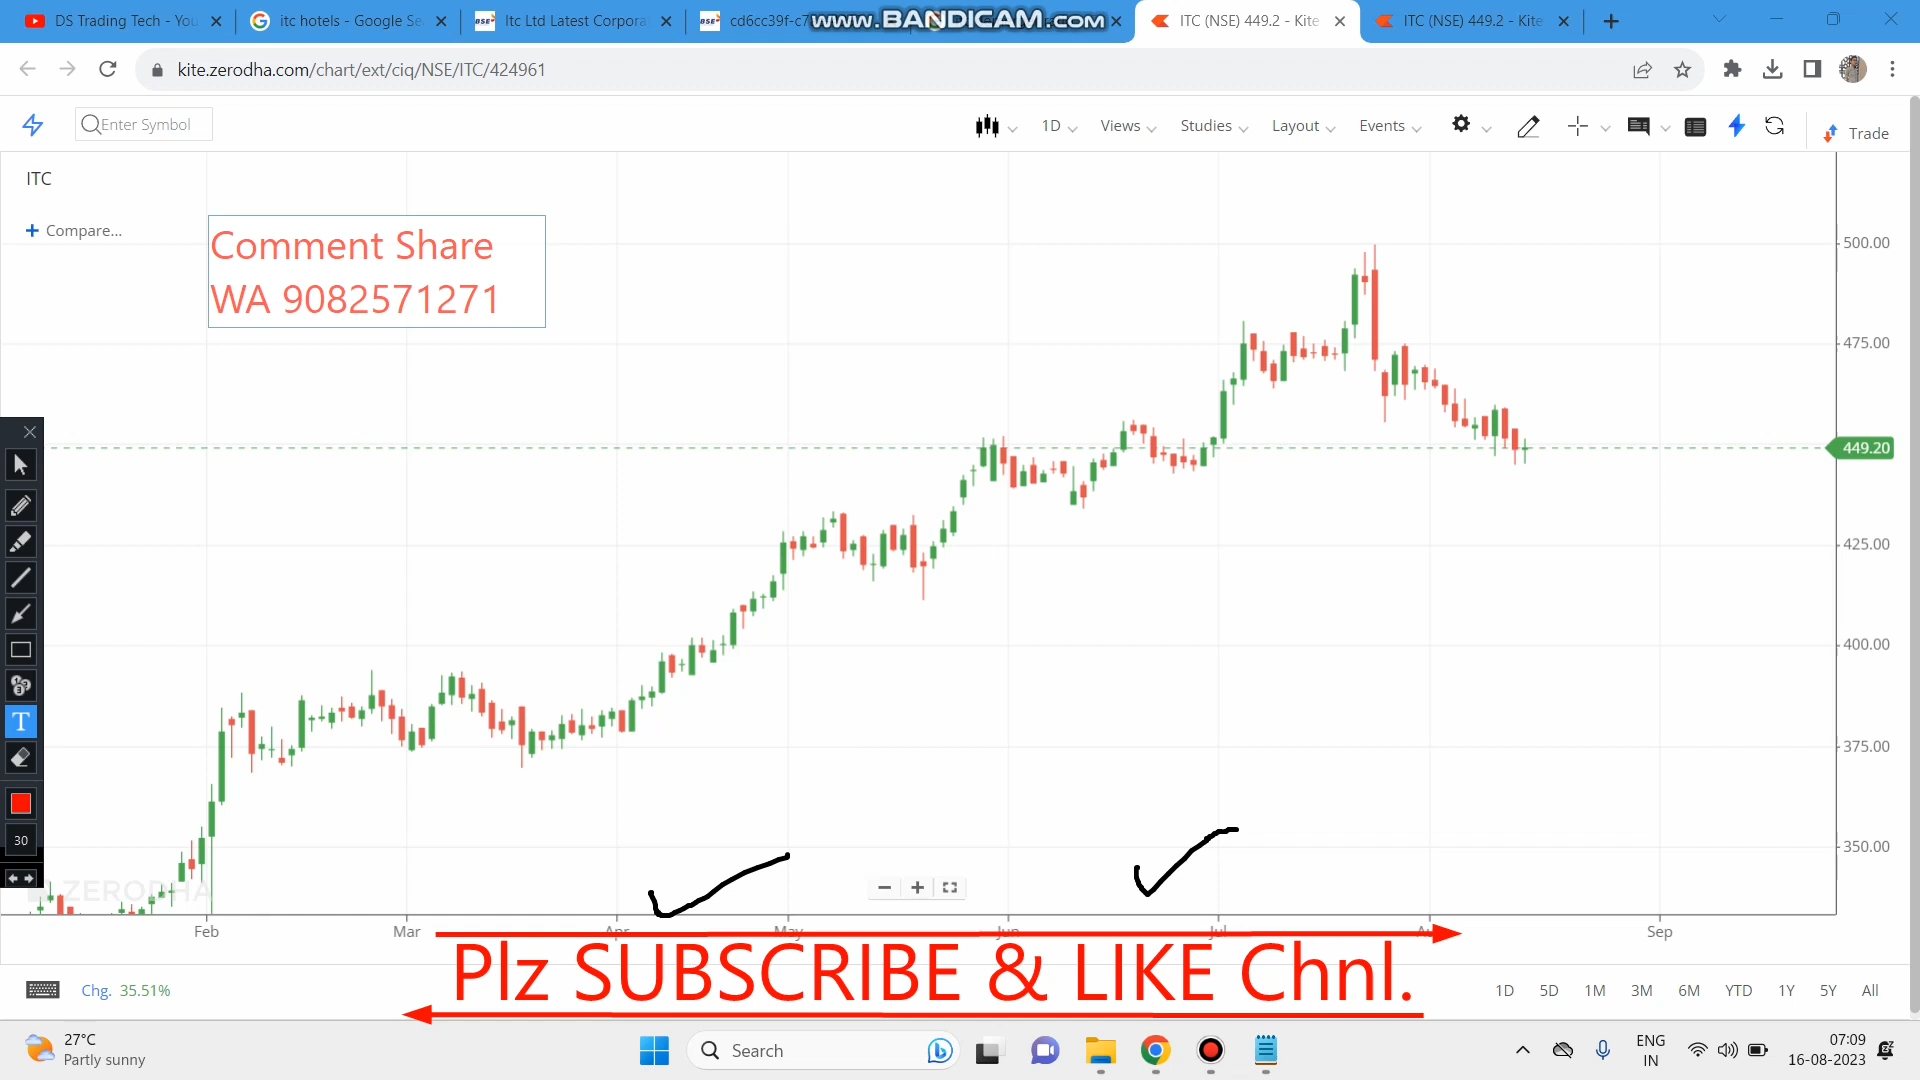 DS Trading Tech - You
itc hotels - Google Se
Itc Ltd Latest Corpora
cd6cc39f-c7
www.BANDICAM.com
ITC (NSE) 449.2 - Kite
ITC (NSE) 449.2 - Kite
kite.zerodha.com/chart/ext/ciq/NSE/ITC/424961
Enter Symbol
1D
Views
Studies
Layout
Events
Trade
ITC
+ Compare...
Comment Share
WA 9082571271
500.00
475.00
449.20
425.00
400.00
375.00
350.00
T
30
ZERODHA
Feb
Mar
Apr
May
Jun
Jul
Sep
Plz SUBSCRIBE & LIKE Chnl.
Chg. 35.51%
1D 5D 1M 3M 6M YTD 1Y 5Y All
27°C
Partly sunny
Search
ENG
IN
07:09
16-08-2023